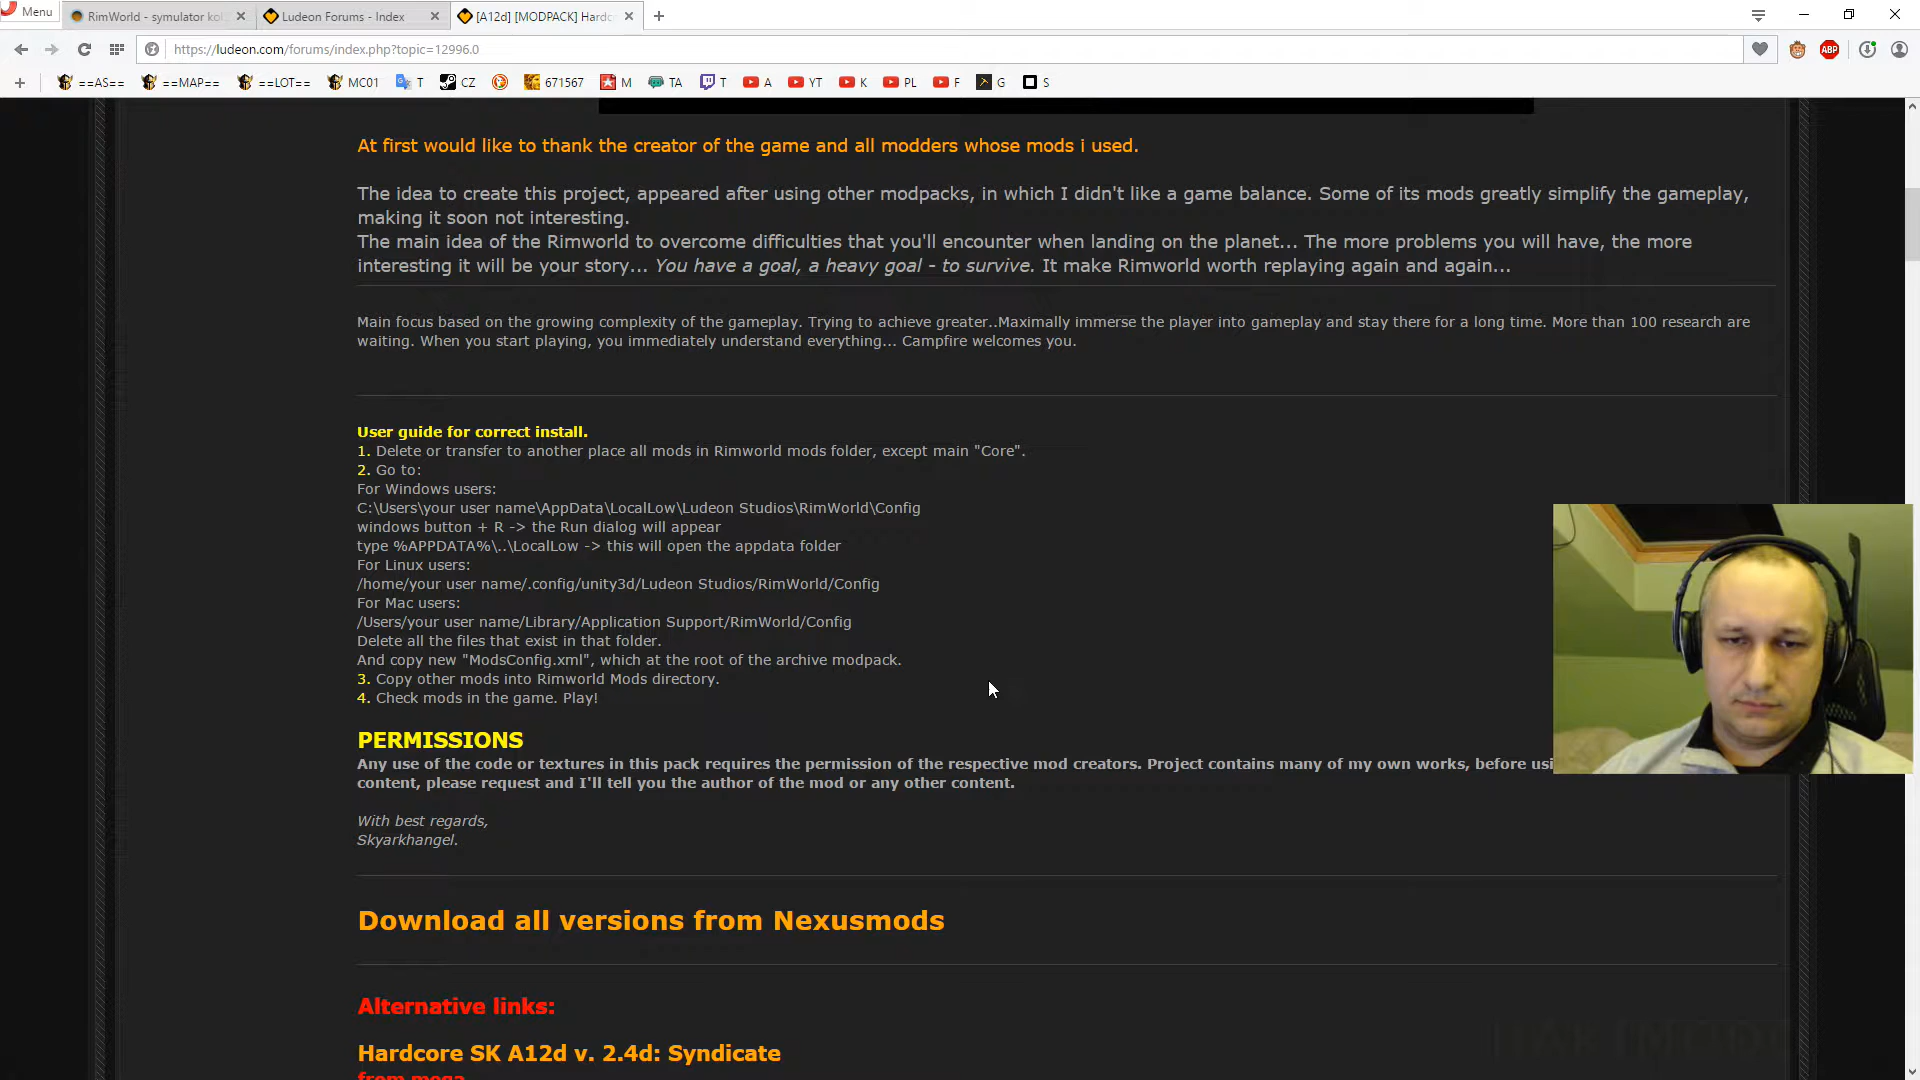 Menu
RimWorld - symulator kol
Ludeon Forums - Index
[A12d] [MODPACK] Hardc
https://ludeon.com/forums/index.php?topic=12996.0
==AS== ==MAP== ==LOT== MC01 T CZ 671567 M TA T A YT K PL F G S
ABP
At first would like to thank the creator of the game and all modders whose mods i used.
The idea to create this project, appeared after using other modpacks, in which I didn't like a game balance. Some of its mods greatly simplify the gameplay,
making it soon not interesting.
The main idea of the Rimworld to overcome difficulties that you'll encounter when landing on the planet... The more problems you will have, the more
interesting it will be your story... You have a goal, a heavy goal - to survive. It make Rimworld worth replaying again and again...
Main focus based on the growing complexity of the gameplay. Trying to achieve greater..Maximally immerse the player into gameplay and stay there for a long time. More than 100 research are
waiting. When you start playing, you immediately understand everything... Campfire welcomes you.
User guide for correct install.
1. Delete or transfer to another place all mods in Rimworld mods folder, except main "Core".
2. Go to:
For Windows users:
C:\Users\your user name\AppData\LocalLow\Ludeon Studios\RimWorld\Config
windows button + R -> the Run dialog will appear
type %APPDATA%\..\LocalLow -> this will open the appdata folder
For Linux users:
/home/your user name/.config/unity3d/Ludeon Studios/RimWorld/Config
For Mac users:
/Users/your user name/Library/Application Support/RimWorld/Config
Delete all the files that exist in that folder.
And copy new "ModsConfig.xml", which at the root of the archive modpack.
3. Copy other mods into Rimworld Mods directory.
4. Check mods in the game. Play!
PERMISSIONS
Any use of the code or textures in this pack requires the permission of the respective mod creators. Project contains many of my own works, before usi
content, please request and I'll tell you the author of the mod or any other content.
With best regards,
Skyarkhangel.
Download all versions from Nexusmods
Alternative links:
Hardcore SK A12d v. 2.4d: Syndicate
from mega